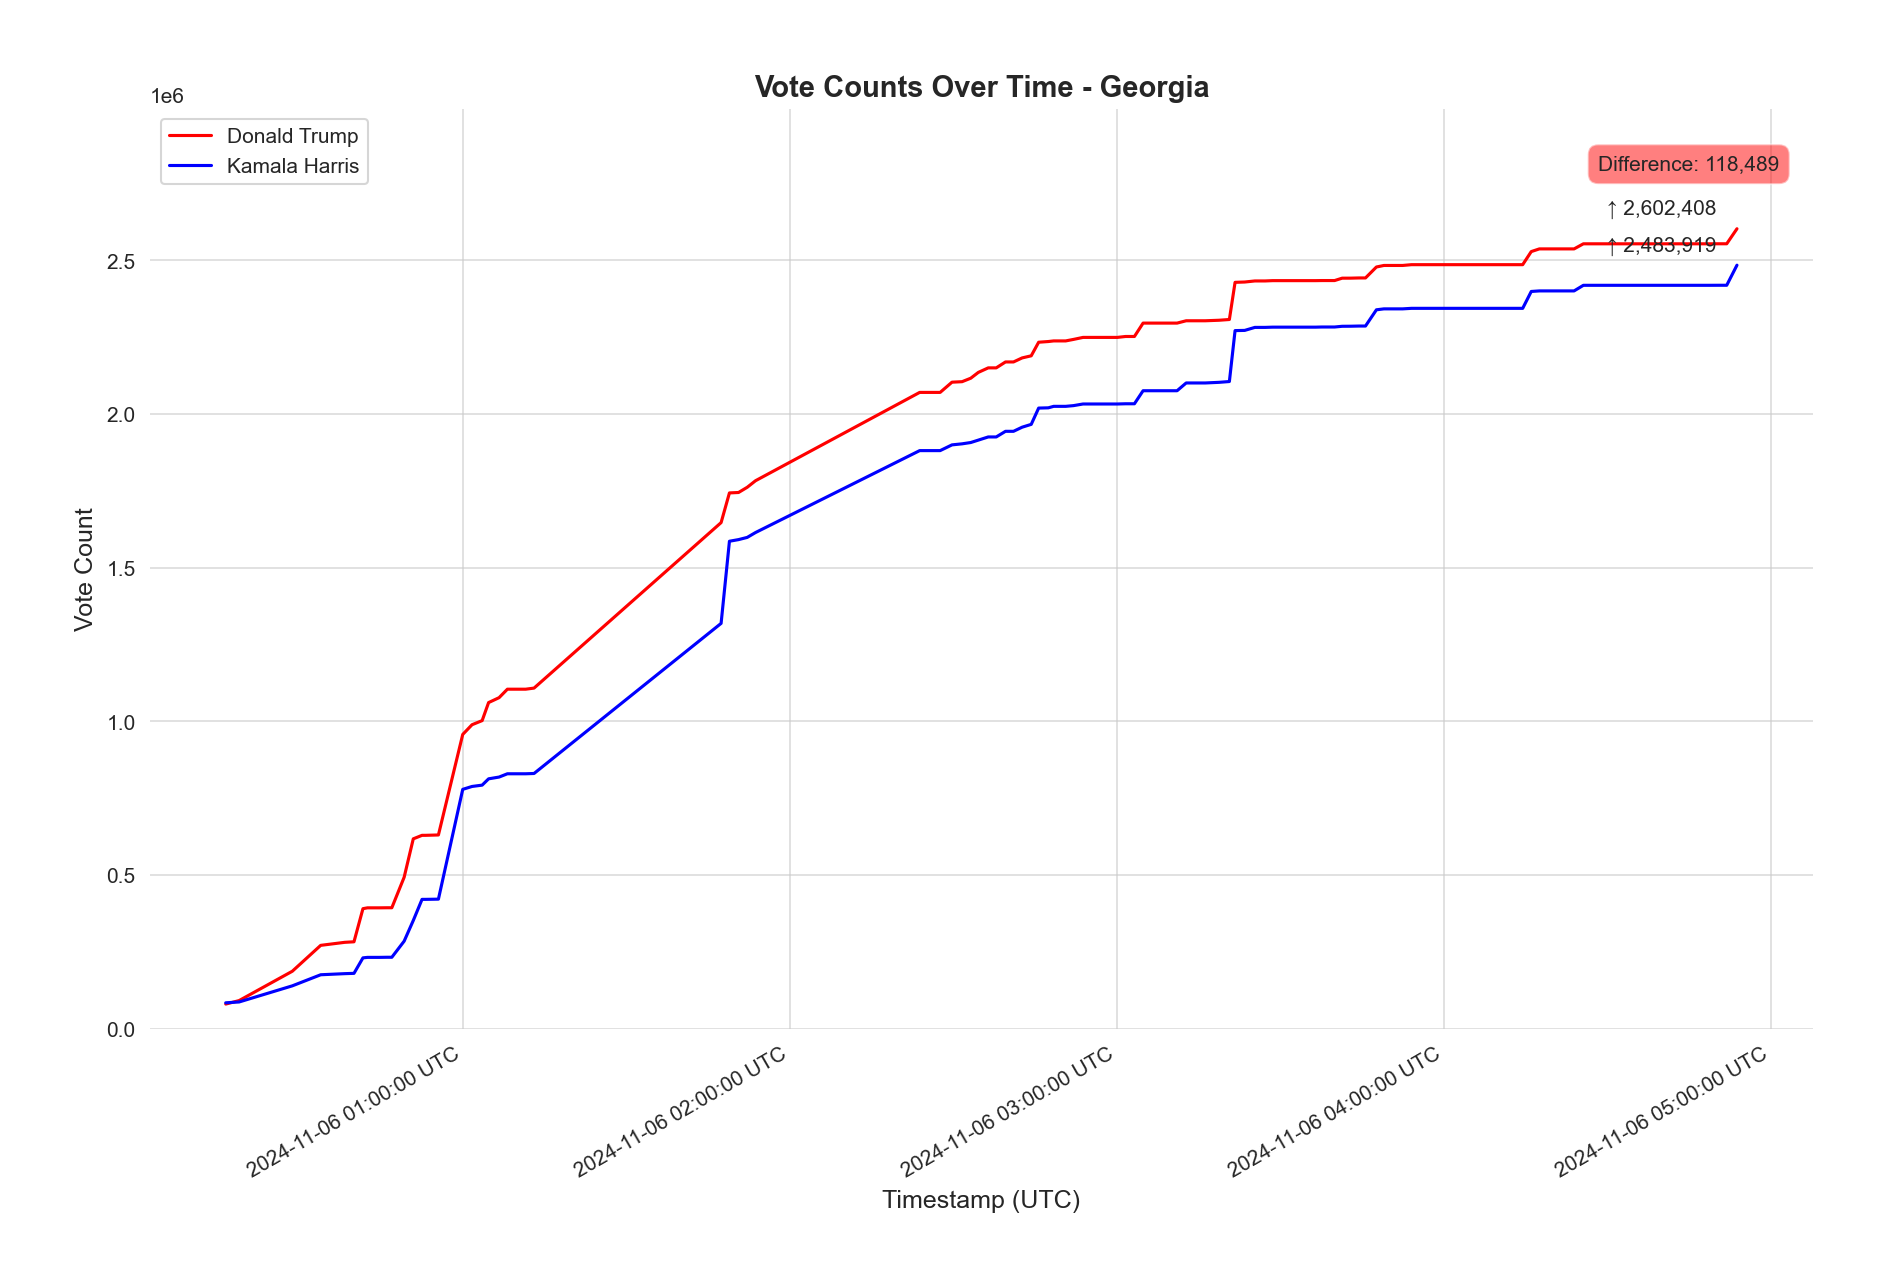 Vote Counts Over Time - Georgia
1e6
Donald Trump
Kamala Harris
Difference: 118,489
↑ 2,602,408
↑ 2,483,919
2.5
2.0
1.5
1.0
0.5
0.0
Vote Count
2024-11-06 01:00:00 UTC
2024-11-06 02:00:00 UTC
2024-11-06 03:00:00 UTC
2024-11-06 04:00:00 UTC
2024-11-06 05:00:00 UTC
Timestamp (UTC)